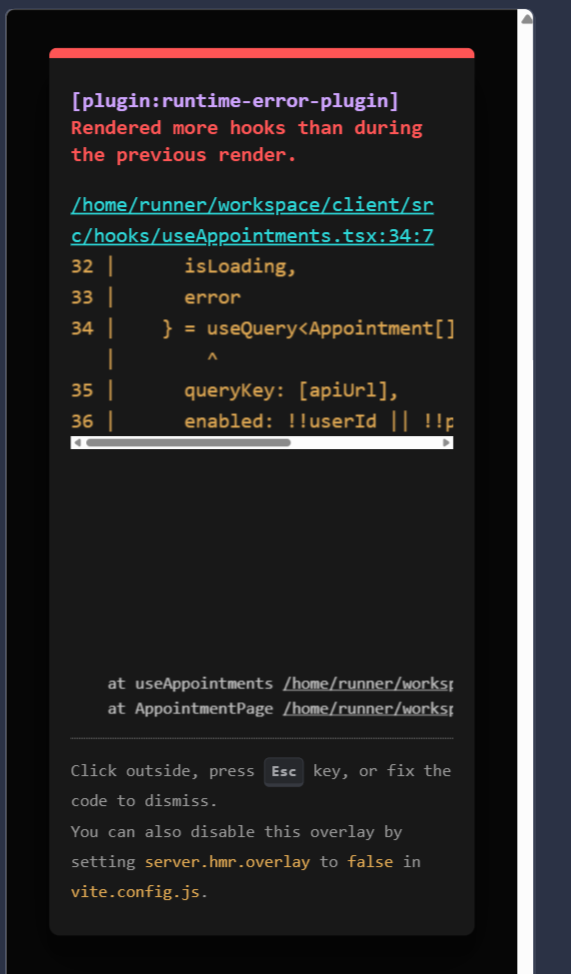 [plugin:runtime-error-plugin]
Rendered more hooks than during
the previous render.
/home/runner/workspace/client/sr
c/hooks/useAppointments.tsx:34:7
32 |      isLoading,
33 |      error
34 |    } = useQuery<Appointment[]
   |        ^
35 |      queryKey: [apiUrl],
36 |      enabled: !!userId || !!p
at useAppointments /home/runner/worksp
at AppointmentPage /home/runner/worksp
Click outside, press Esc key, or fix the
code to dismiss.
You can also disable this overlay by
setting server.hmr.overlay to false in
vite.config.js.